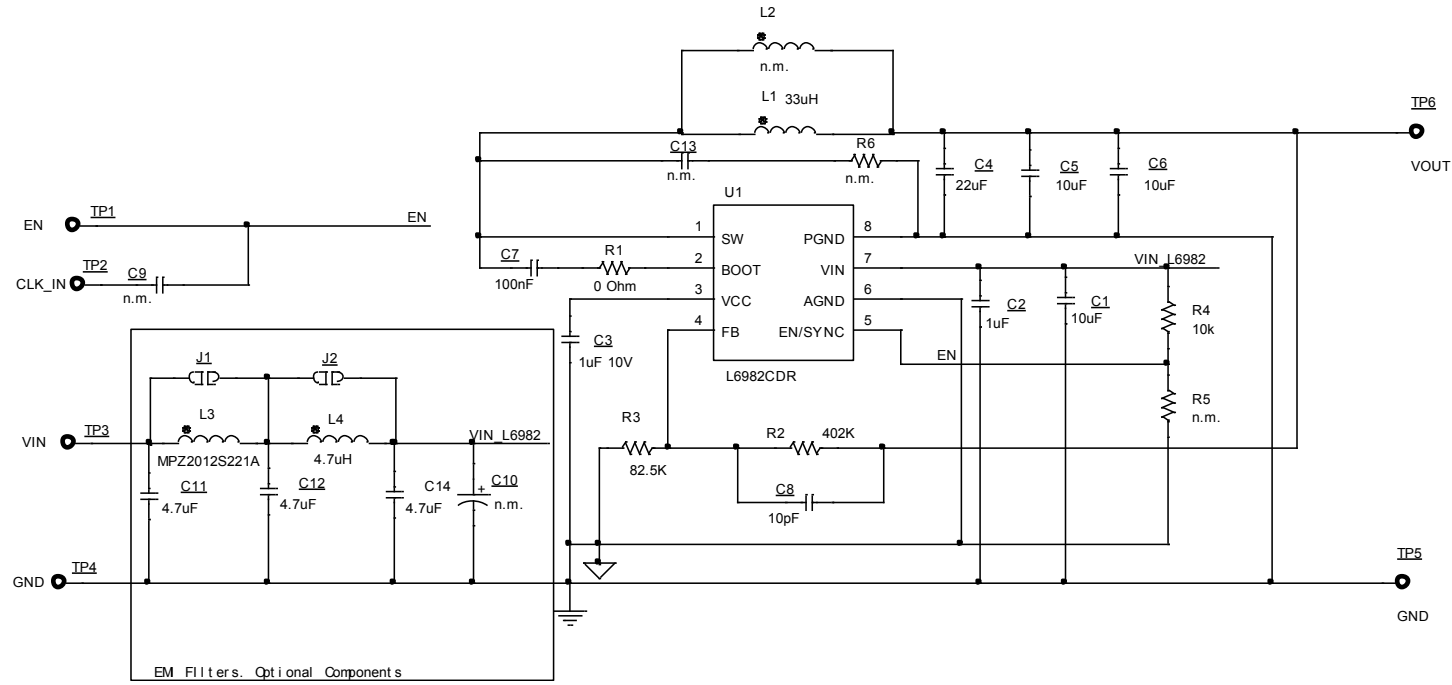 L2
n.m.
L1 33uH
TP6
VOUT
C13
n.m.
R6
n.m.
C4
22uF
C5
10uF
C6
10uF
U1
EN
TP1
EN
CLK_IN
TP2
C9
n.m.
1 SW
2 BOOT
3 VCC
4 FB
PGND 8
VIN 7
AGND 6
EN/SYNC 5
L6982CDR
C7
100nF
R1
0 Ohm
VIN_L6982
C2
1uF
C1
10uF
R4
10k
C3
1uF 10V
EN
R5
n.m.
J1
J2
L3
MPZ2012S221A
L4
4.7uH
VIN
TP3
VIN_L6982
R3
82.5K
R2
402K
C8
10pF
C11
4.7uF
C12
4.7uF
C14
4.7uF
+
C10
n.m.
GND
TP4
TP5
GND
EMI FIlters. Optional Components